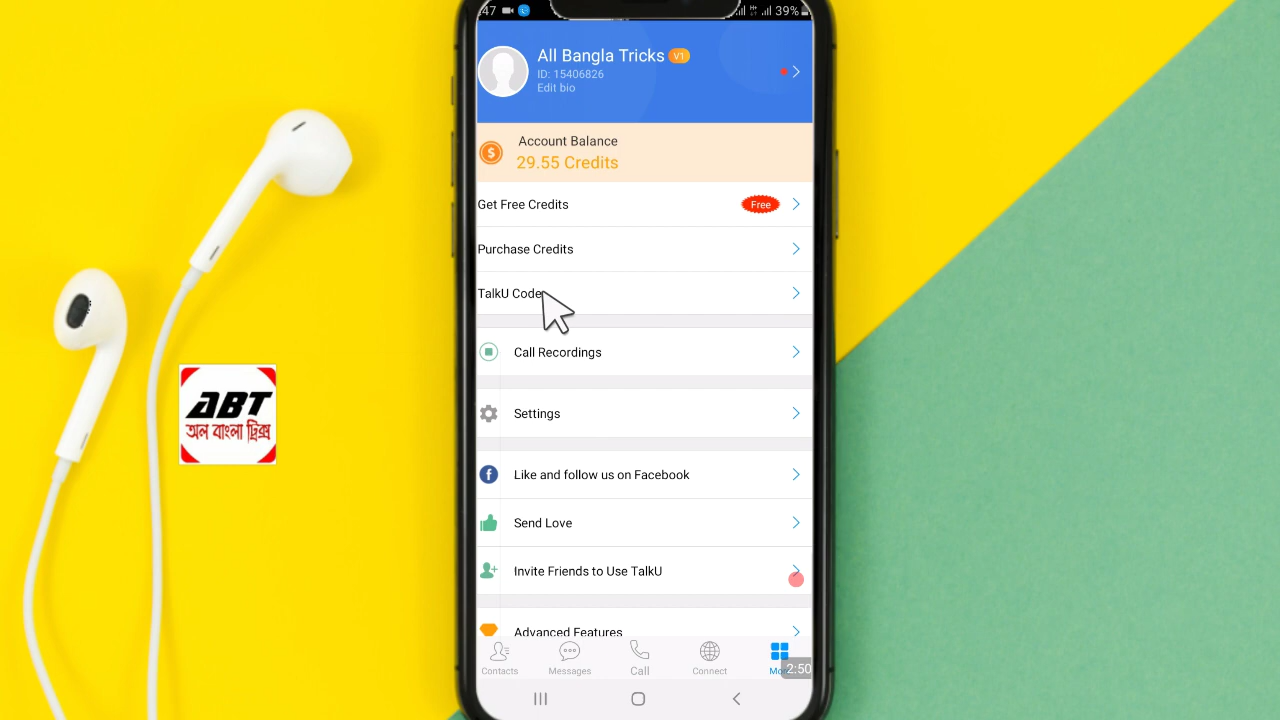 :47
39%
All Bangla Tricks V1
ID: 15406826
Edit bio
Account Balance
29.55 Credits
Get Free Credits
Free
Purchase Credits
TalkU Code
Call Recordings
Settings
Like and follow us on Facebook
Send Love
Invite Friends to Use TalkU
Advanced Features
Contacts
Messages
Call
Connect
Mo
2:50
ABT
অল বাংলা ট্রিক্স